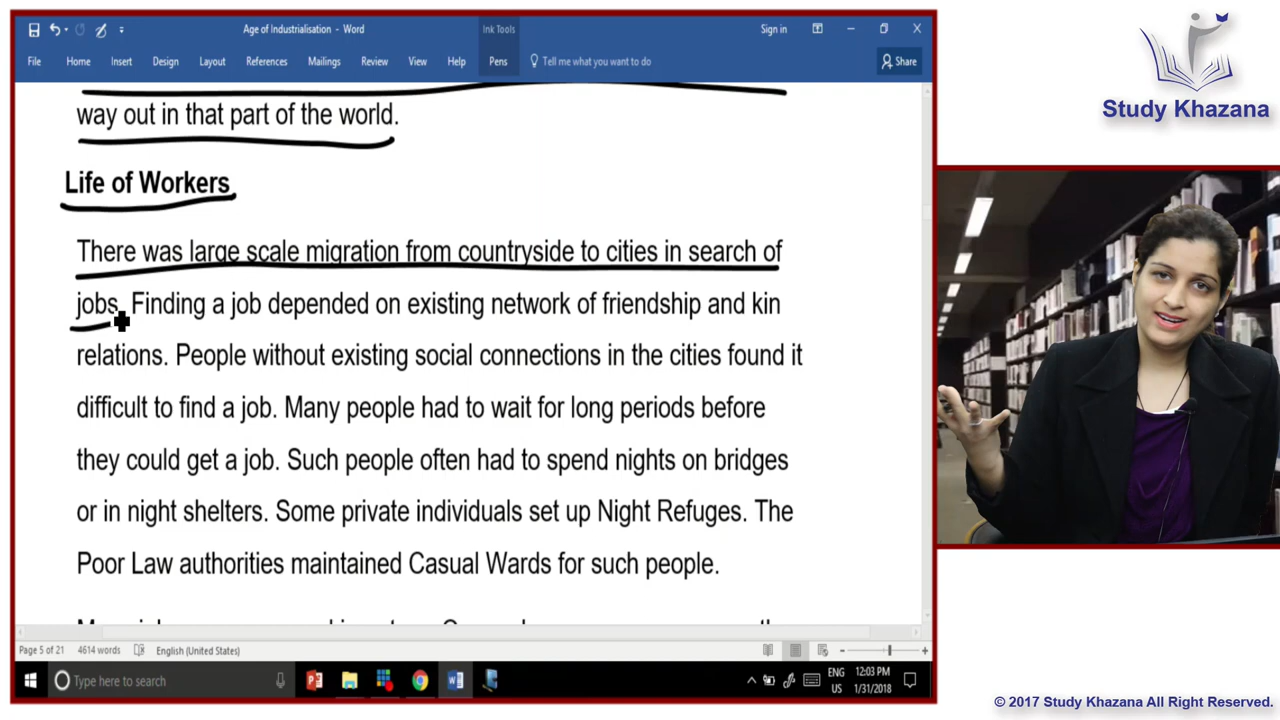 Age of Industrialisation - Word
Ink Tools
Sign in
File Home Insert Design Layout References Mailings Review View Help Pens Tell me what you want to do Share
Study Khazana
way out in that part of the world.
Life of Workers
There was large scale migration from countryside to cities in search of
jobs. Finding a job depended on existing network of friendship and kin
relations. People without existing social connections in the cities found it
difficult to find a job. Many people had to wait for long periods before
they could get a job. Such people often had to spend nights on bridges
or in night shelters. Some private individuals set up Night Refuges. The
Poor Law authorities maintained Casual Wards for such people.
Page 5 of 21 4614 words English (United States)
Type here to search
ENG 12:03 PM
US 1/31/2018
© 2017 Study Khazana All Right Reserved.